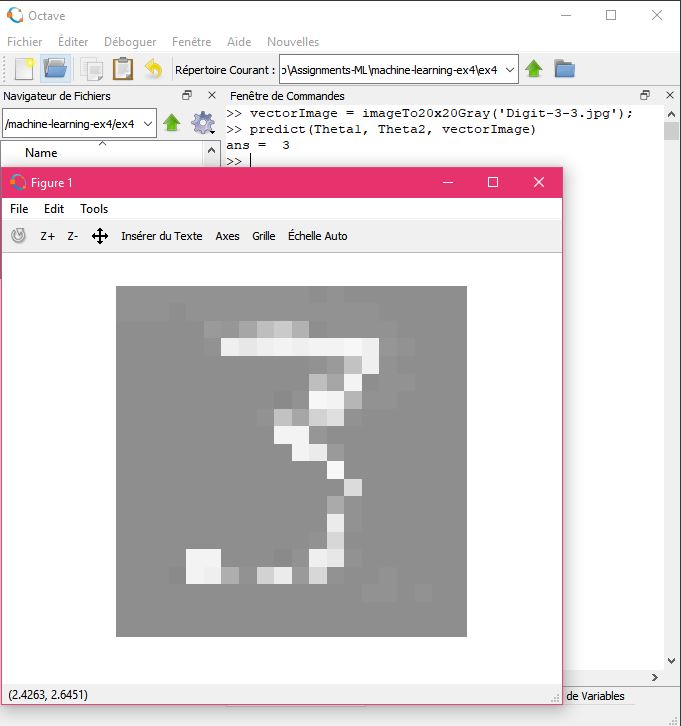 Octave
Fichier Éditer Déboguer Fenêtre Aide Nouvelles
Répertoire Courant : ɔ\Assignments-ML\machine-learning-ex4\ex4
Navigateur de Fichiers
Fenêtre de Commandes
/machine-learning-ex4/ex4
Name
>> vectorImage = imageTo20x20Gray('Digit-3-3.jpg');
>> predict(Theta1, Theta2, vectorImage)
ans = 3
>>
Figure 1
File Edit Tools
Z+ Z- Insérer du Texte Axes Grille Échelle Auto
3
(2.4263, 2.6451)
de Variables